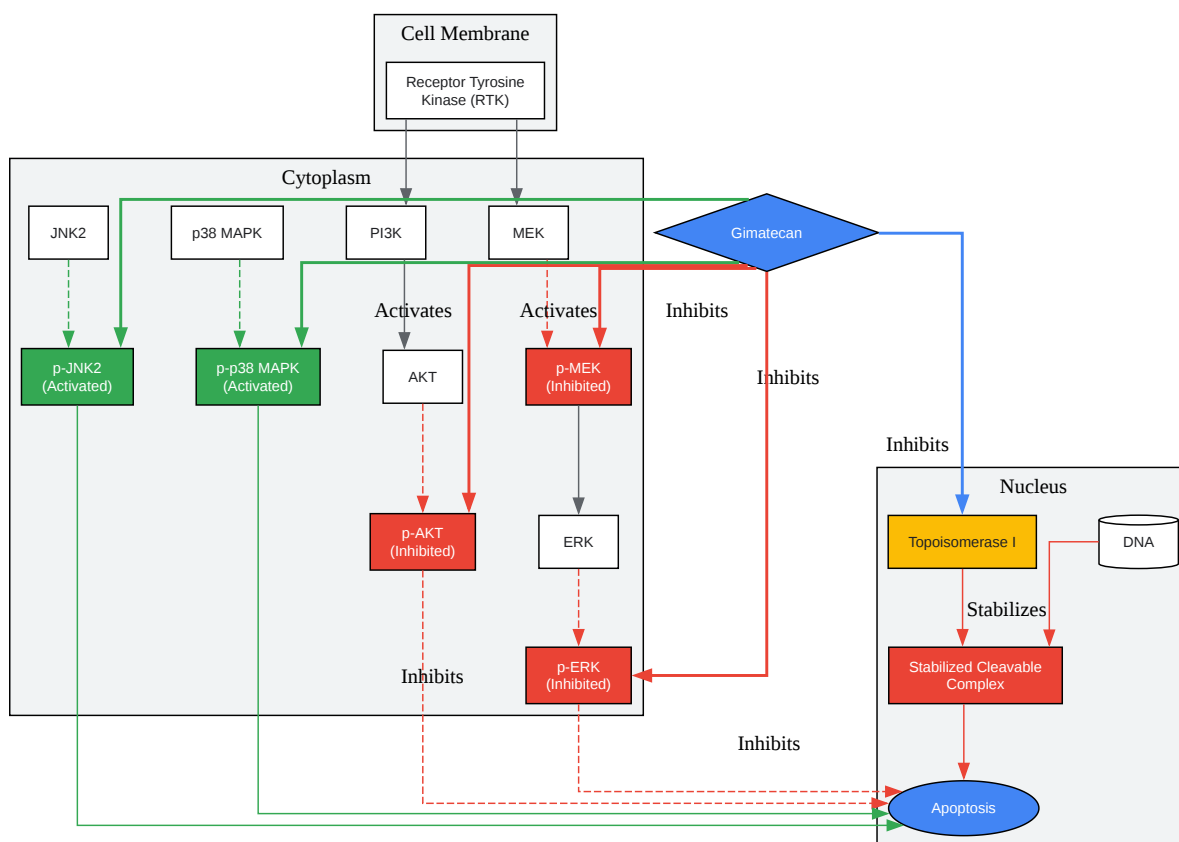 Cell Membrane
Receptor Tyrosine
Kinase (RTK)
Cytoplasm
JNK2
p38 MAPK
PI3K
MEK
Gimatecan
Activates
Activates
Inhibits
p-JNK2
(Activated)
p-p38 MAPK
(Activated)
AKT
p-MEK
(Inhibited)
Inhibits
Inhibits
Nucleus
p-AKT
(Inhibited)
ERK
Topoisomerase I
DNA
Stabilizes
Inhibits
p-ERK
(Inhibited)
Stabilized Cleavable
Complex
Inhibits
Apoptosis